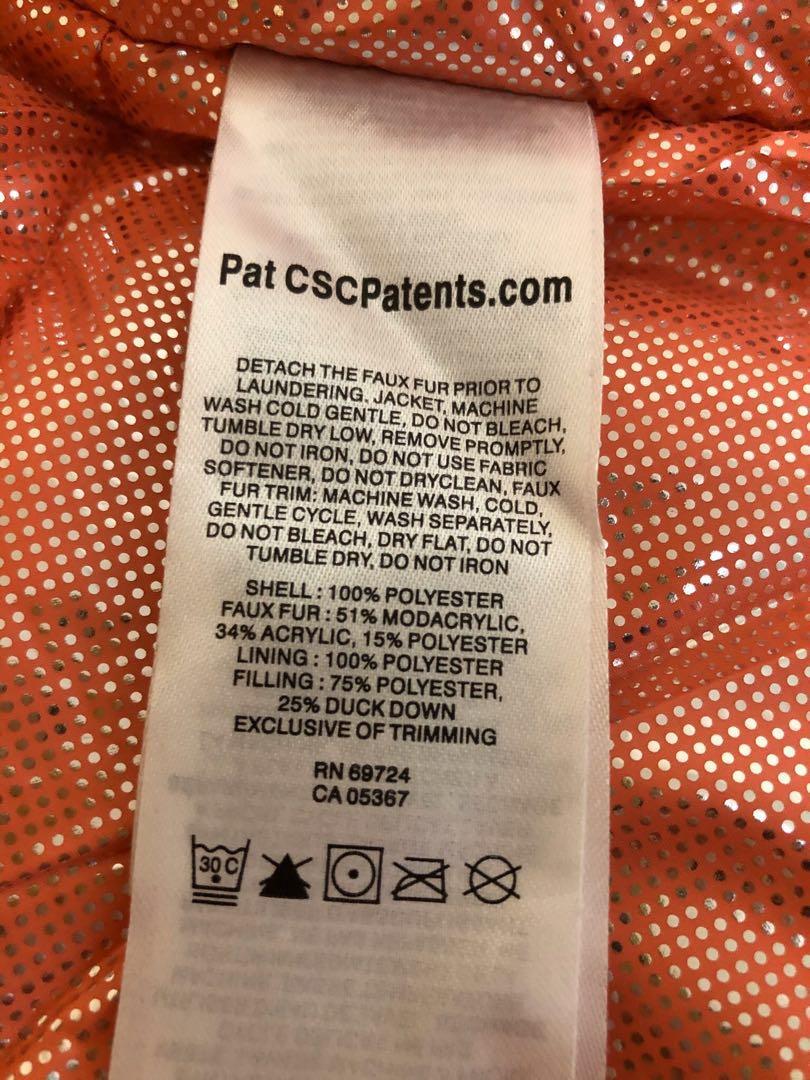 Pat CSCPatents.com
DETACH THE FAUX FUR PRIOR TO
LAUNDERING. JACKET, MACHINE
WASH COLD GENTLE, DO NOT BLEACH,
TUMBLE DRY LOW, REMOVE PROMPTLY,
DO NOT IRON, DO NOT USE FABRIC
SOFTENER, DO NOT DRYCLEAN, FAUX
FUR TRIM: MACHINE WASH, COLD,
GENTLE CYCLE, WASH SEPARATELY,
DO NOT BLEACH, DRY FLAT, DO NOT
TUMBLE DRY, DO NOT IRON
SHELL : 100% POLYESTER
FAUX FUR : 51% MODACRYLIC,
34% ACRYLIC, 15% POLYESTER
LINING : 100% POLYESTER
FILLING : 75% POLYESTER,
25% DUCK DOWN
EXCLUSIVE OF TRIMMING
RN 69724
CA 05367
30 C